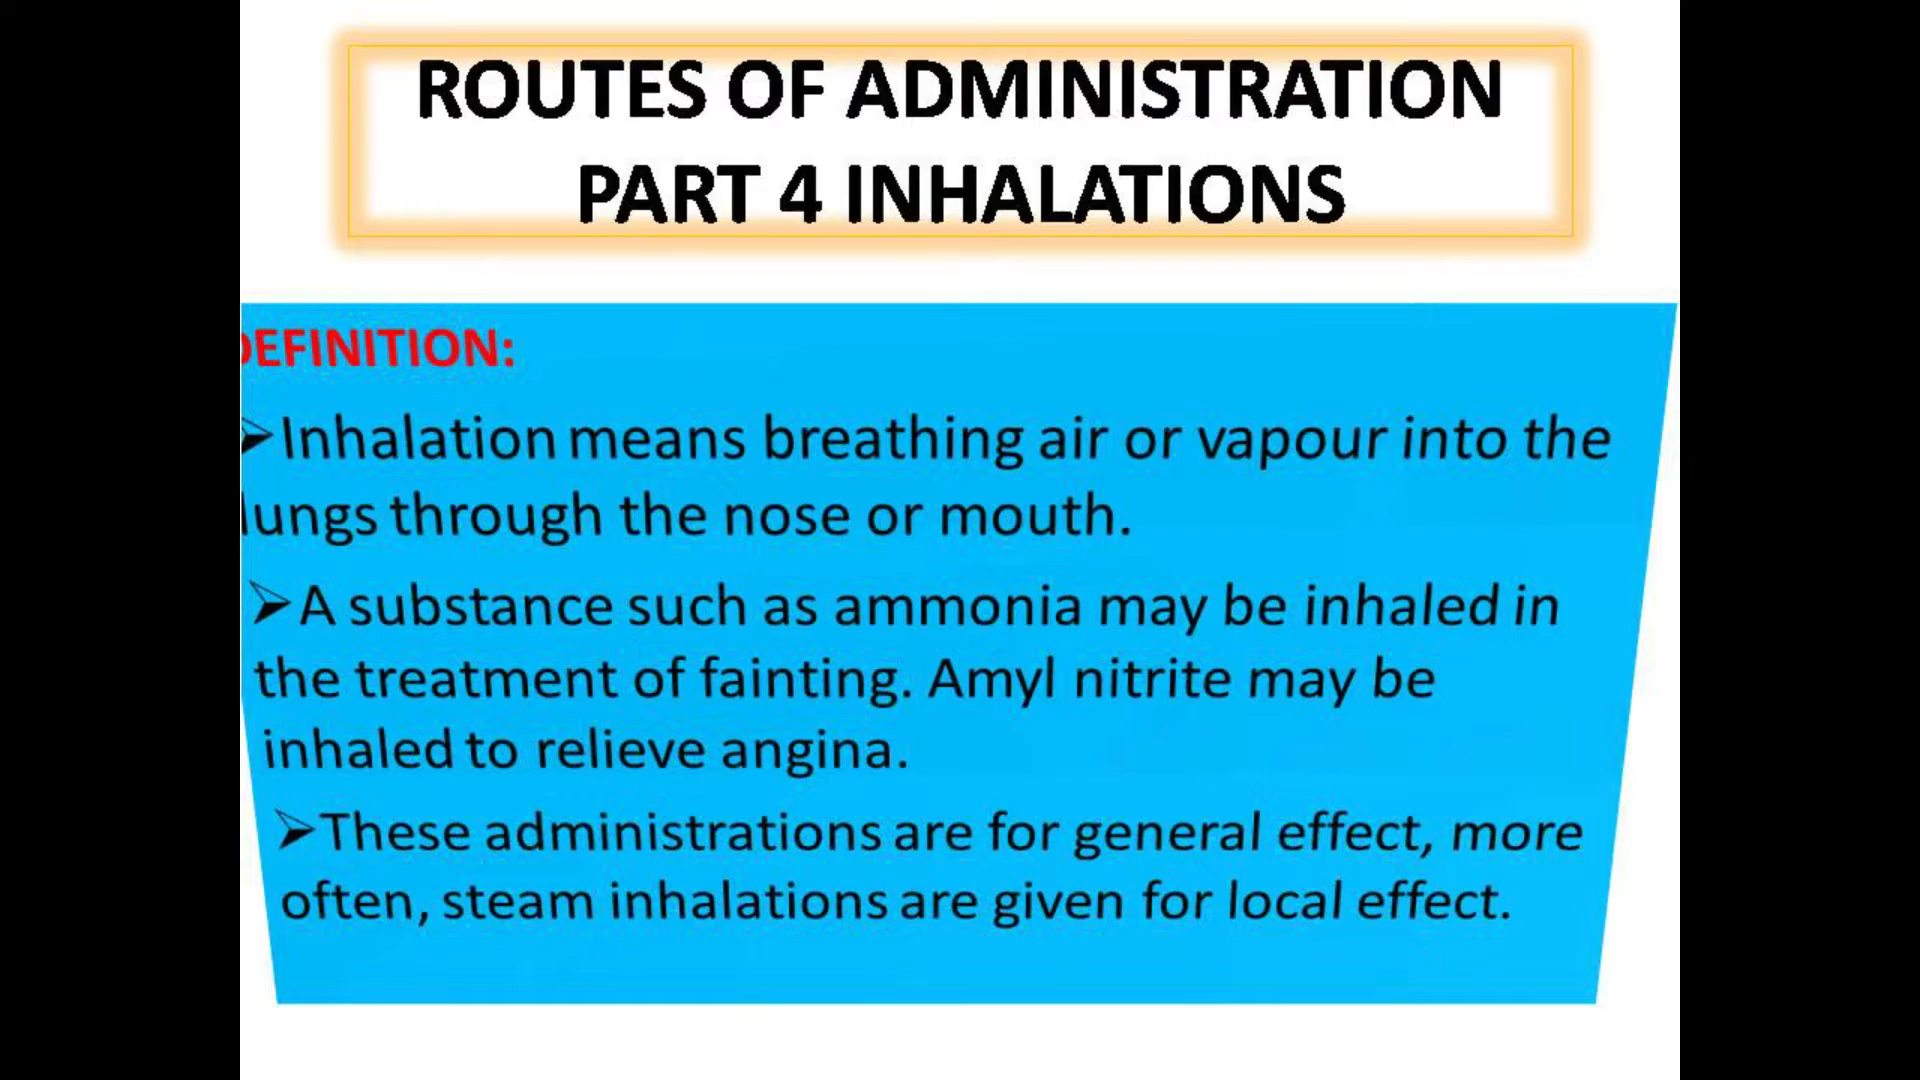 ROUTES OF ADMINISTRATION
PART 4 INHALATIONS
DEFINITION:
➢Inhalation means breathing air or vapour into the
lungs through the nose or mouth.
➢A substance such as ammonia may be inhaled in
the treatment of fainting. Amyl nitrite may be
inhaled to relieve angina.
➢These administrations are for general effect, more
often, steam inhalations are given for local effect.